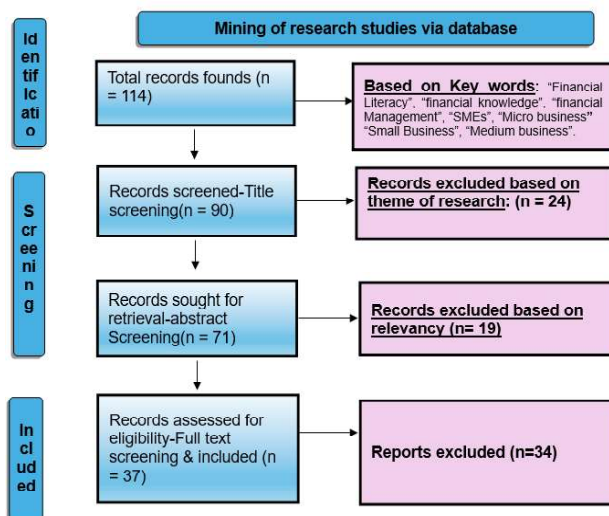 Mining of research studies via database
Id
entif
icati
o
Total records founds (n
= 114)
Based on Key words: “Financial
Literacy”. “financial knowledge”. “financial
Management”, “SMEs”, “Micro business”
“Small Business”, “Medium business”.
S
cr
ee
ni
n
g
Records screened-Title
screening(n = 90)
Records excluded based on
theme of research: (n = 24)
Records sought for
retrieval-abstract
Screening(n = 71)
Records excluded based on
relevancy (n= 19)
In
cl
ud
ed
Records assessed for
eligibility-Full text
screening & included (n
= 37)
Reports excluded (n=34)